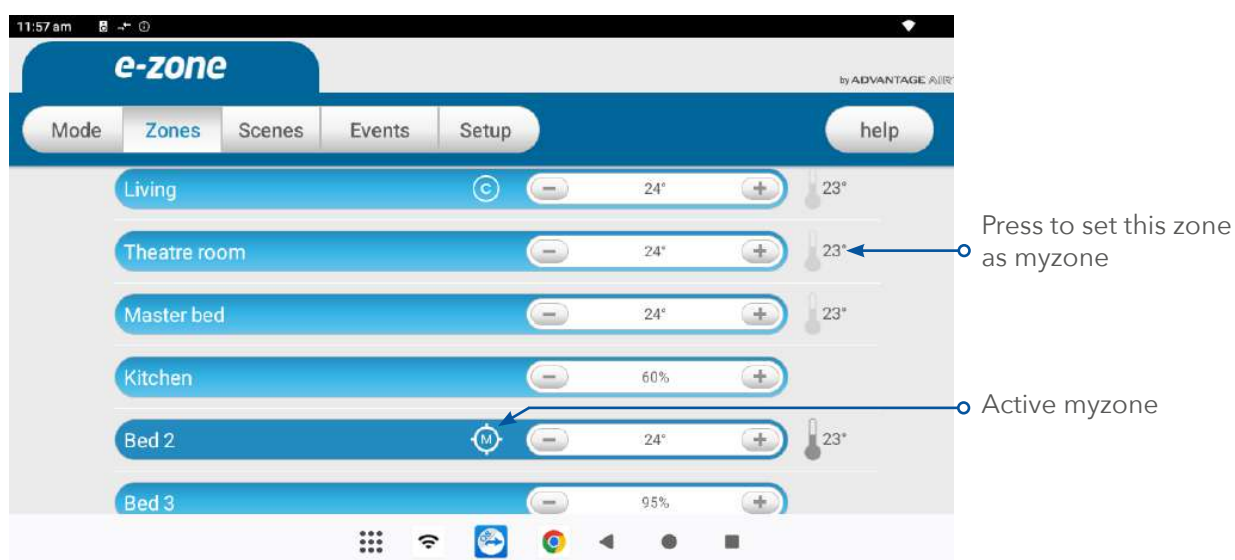 11:57 am
e-zone
by ADVANTAGE AIR
Mode Zones Scenes Events Setup help
Living C 24° 23°
Theatre room 24° 23°
Press to set this zone
as myzone
Master bed 24° 23°
Kitchen 60%
Active myzone
Bed 2 M 24° 23°
Bed 3 95%